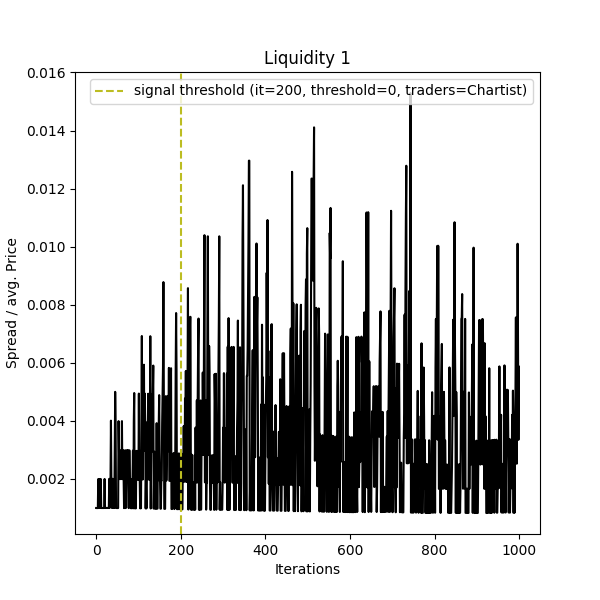 Liquidity 1
signal threshold (it=200, threshold=0, traders=Chartist)
0.016
0.014
0.012
0.010
0.008
0.006
0.004
0.002
Spread / avg. Price
0 200 400 600 800 1000
Iterations